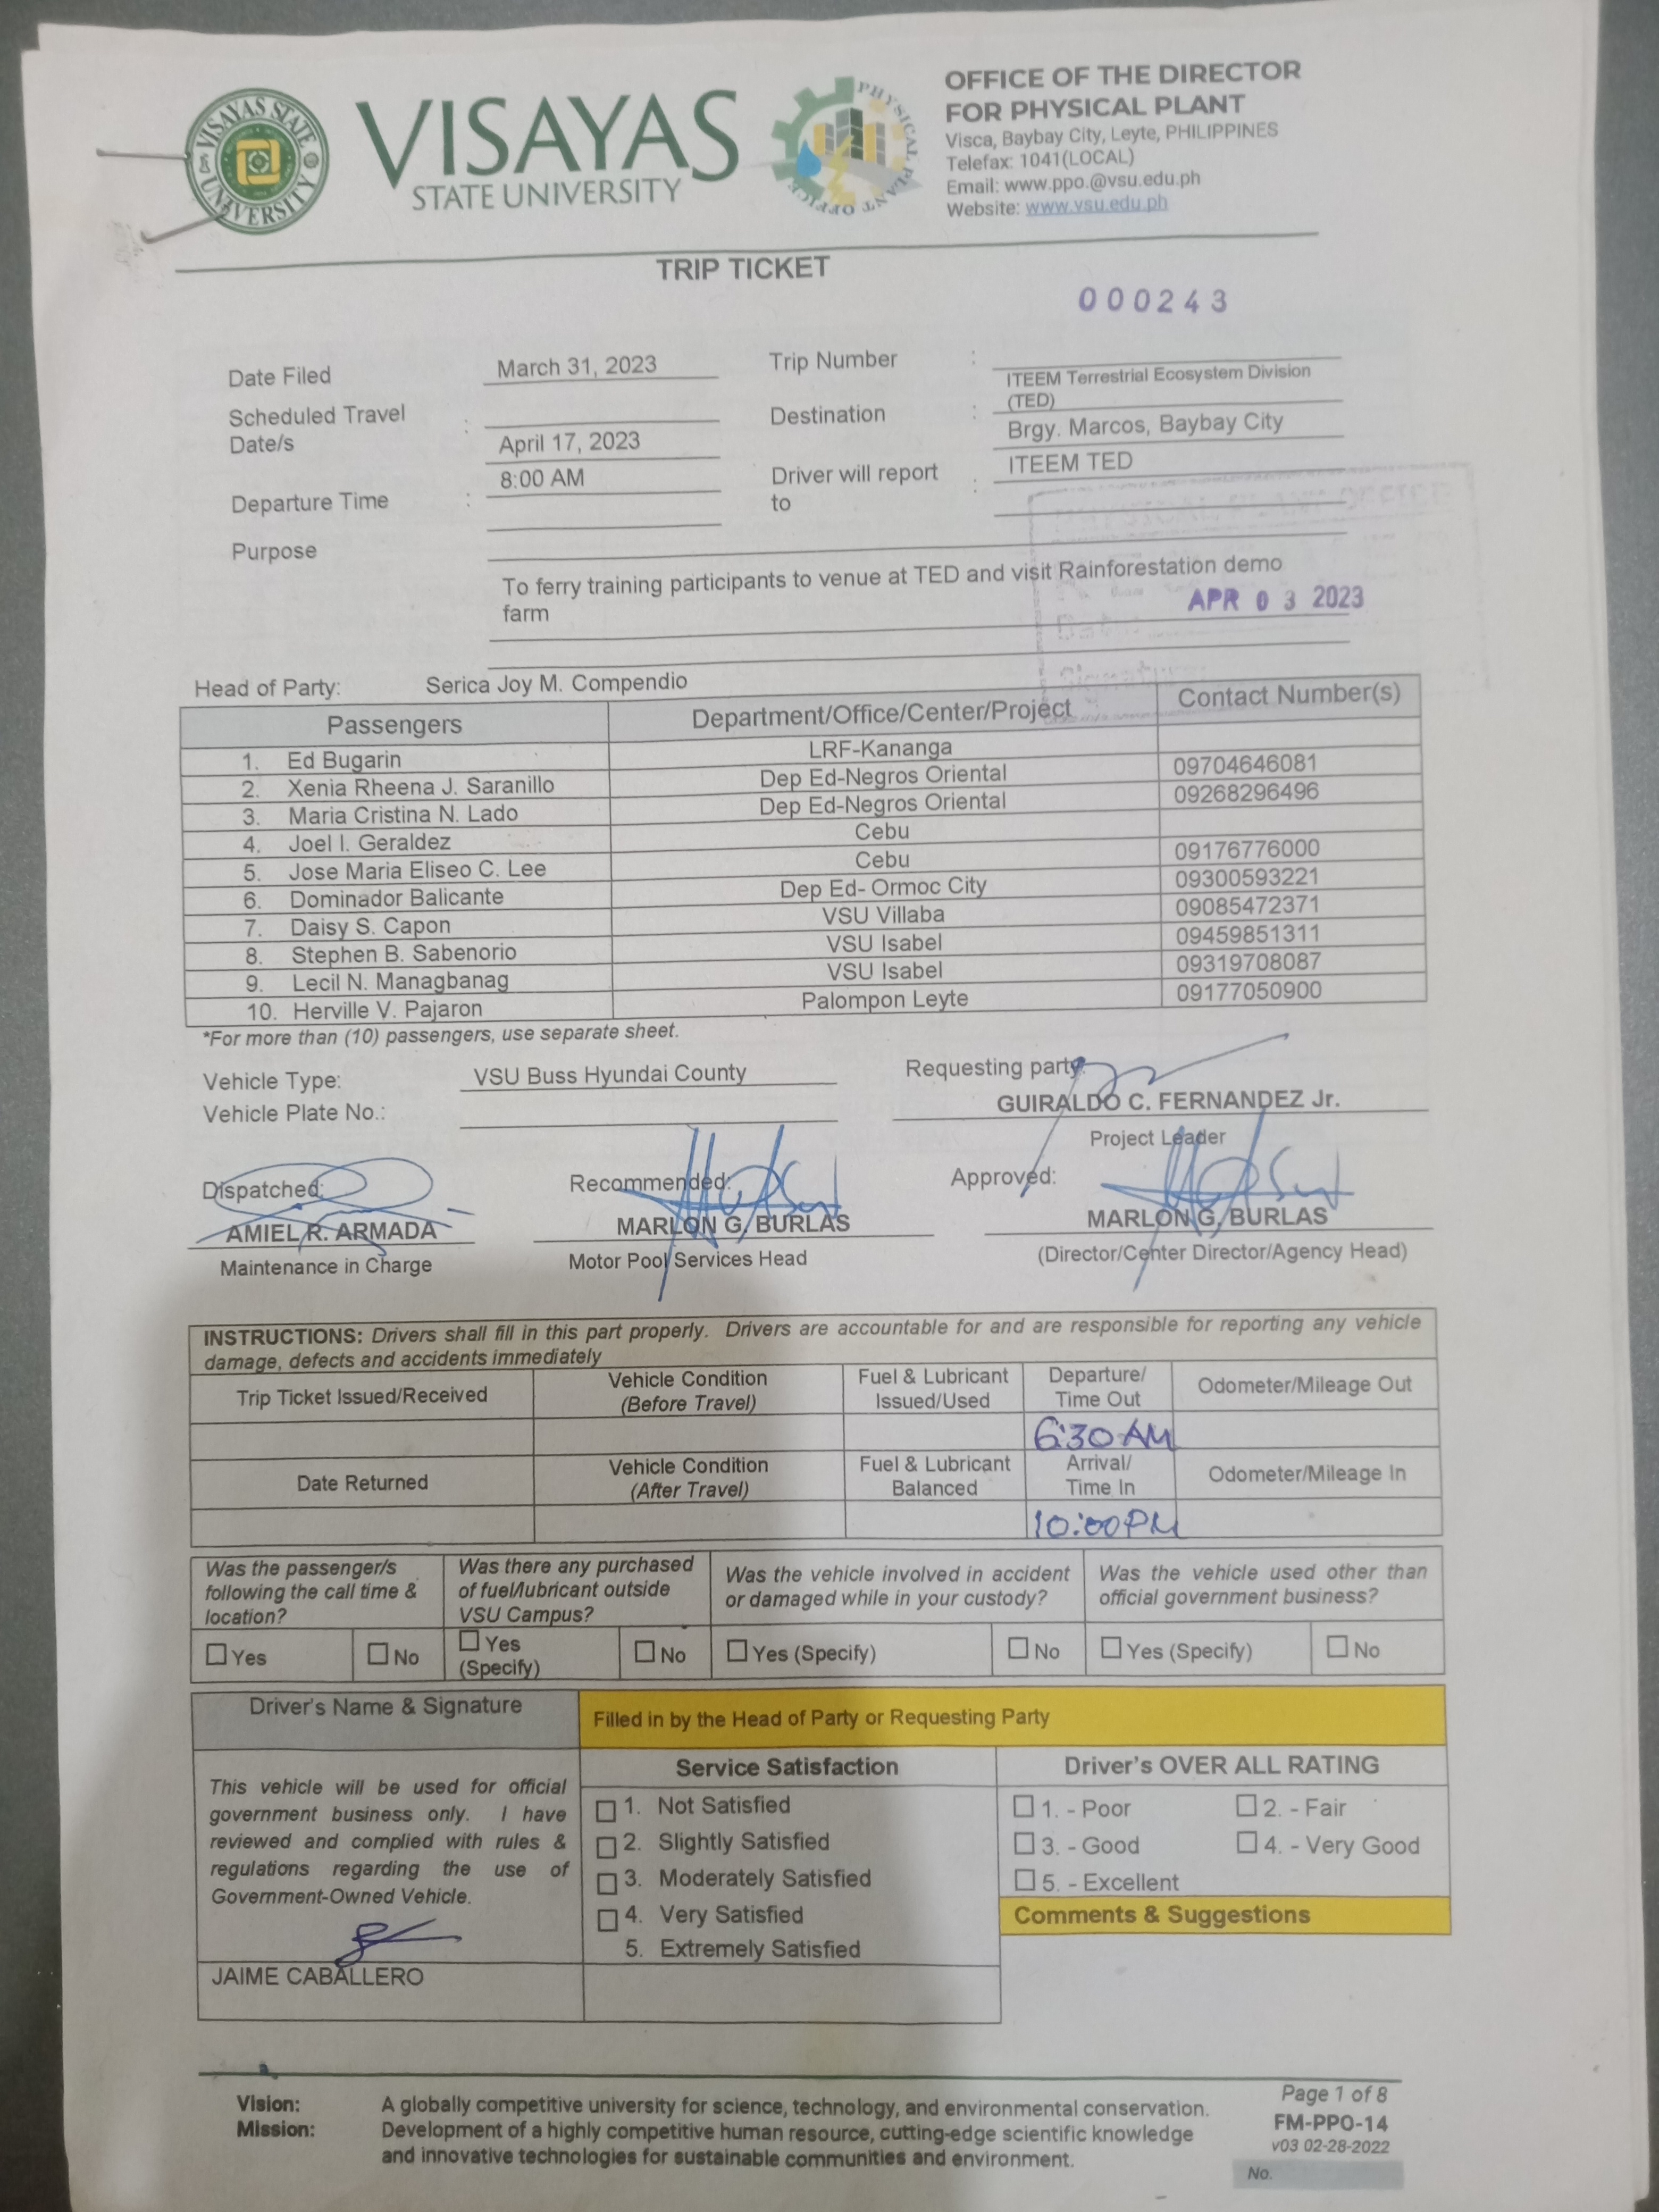 VISAYAS STATE UNIVERSITY
VISAYAS
STATE UNIVERSITY
PHYSICAL PLANT OFFICE
OFFICE OF THE DIRECTOR
FOR PHYSICAL PLANT
Visca, Baybay City, Leyte, PHILIPPINES
Telefax: 1041(LOCAL)
Email: www.ppo.@vsu.edu.ph
Website: www.vsu.edu.ph
TRIP TICKET
000243
Date Filed March 31, 2023 Trip Number :
Scheduled Travel Date/s : April 17, 2023 Destination : ITEEM Terrestrial Ecosystem Division (TED)
Brgy. Marcos, Baybay City
Departure Time : 8:00 AM Driver will report to : ITEEM TED
Purpose
To ferry training participants to venue at TED and visit Rainforestation demo
farm
APR 03 2023
Head of Party: Serica Joy M. Compendio
Passengers Department/Office/Center/Project Contact Number(s)
1. Ed Bugarin LRF-Kananga
2. Xenia Rheena J. Saranillo Dep Ed-Negros Oriental 09704646081
3. Maria Cristina N. Lado Dep Ed-Negros Oriental 09268296496
4. Joel I. Geraldez Cebu
5. Jose Maria Eliseo C. Lee Cebu 09176776000
6. Dominador Balicante Dep Ed- Ormoc City 09300593221
7. Daisy S. Capon VSU Villaba 09085472371
8. Stephen B. Sabenorio VSU Isabel 09459851311
9. Lecil N. Managbanag VSU Isabel 09319708087
10. Herville V. Pajaron Palompon Leyte 09177050900
*For more than (10) passengers, use separate sheet.
Vehicle Type: VSU Buss Hyundai County Requesting party:
Vehicle Plate No.: GUIRALDO C. FERNANDEZ Jr.
Project Leader
Dispatched: Recommended: Approved:
AMIEL R. ARMADA MARLON G. BURLAS MARLON G. BURLAS
Maintenance in Charge Motor Pool Services Head (Director/Center Director/Agency Head)
INSTRUCTIONS: Drivers shall fill in this part properly. Drivers are accountable for and are responsible for reporting any vehicle
damage, defects and accidents immediately
Trip Ticket Issued/Received Vehicle Condition (Before Travel) Fuel & Lubricant Issued/Used Departure/ Time Out Odometer/Mileage Out
6:30 AM
Date Returned Vehicle Condition (After Travel) Fuel & Lubricant Balanced Arrival/ Time In Odometer/Mileage In
10:00 PM
Was the passenger/s following the call time & location? Was there any purchased of fuel/lubricant outside VSU Campus? Was the vehicle involved in accident or damaged while in your custody? Was the vehicle used other than official government business?
Yes No Yes (Specify) No Yes (Specify) No Yes (Specify) No
Driver's Name & Signature
Filled in by the Head of Party or Requesting Party
This vehicle will be used for official
government business only. I have
reviewed and complied with rules &
regulations regarding the use of
Government-Owned Vehicle.
JAIME CABALLERO
Service Satisfaction
1. Not Satisfied
2. Slightly Satisfied
3. Moderately Satisfied
4. Very Satisfied
5. Extremely Satisfied
Driver's OVER ALL RATING
1. - Poor 2. - Fair
3. - Good 4. - Very Good
5. - Excellent
Comments & Suggestions
Vision: A globally competitive university for science, technology, and environmental conservation.
Mission: Development of a highly competitive human resource, cutting-edge scientific knowledge
and innovative technologies for sustainable communities and environment.
Page 1 of 8
FM-PPO-14
v03 02-28-2022
No.